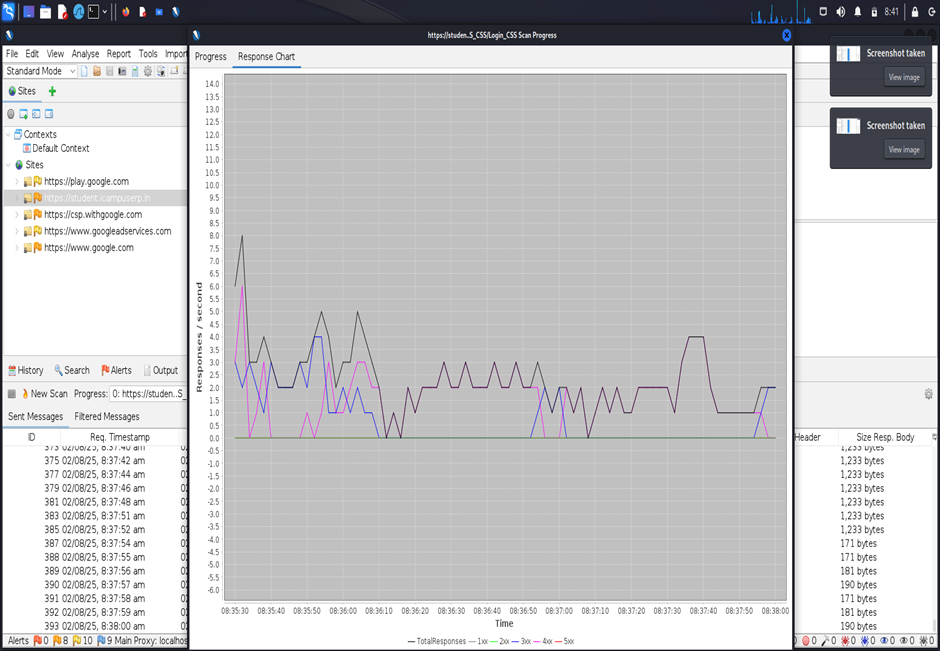 8:41
https://studen..S_CSS/Login_CSS Scan Progress
File Edit View Analyse Report Tools Import
Standard Mode
Sites
Contexts
Default Context
Sites
https://play.google.com
https://student.icampuserp.in
https://csp.withgoogle.com
https://www.googleadservices.com
https://www.google.com
History Search Alerts Output
New Scan Progress: 0: https://studen..S_
Sent Messages Filtered Messages
ID Req. Timestamp
373 02/08/25, 8:37:40 am
375 02/08/25, 8:37:42 am
377 02/08/25, 8:37:44 am
379 02/08/25, 8:37:46 am
381 02/08/25, 8:37:48 am
383 02/08/25, 8:37:51 am
385 02/08/25, 8:37:52 am
387 02/08/25, 8:37:54 am
388 02/08/25, 8:37:55 am
389 02/08/25, 8:37:56 am
390 02/08/25, 8:37:57 am
391 02/08/25, 8:37:58 am
392 02/08/25, 8:37:59 am
393 02/08/25, 8:38:00 am
Alerts 0 8 10 9 Main Proxy: localhos
Progress Response Chart
14.0
13.5
13.0
12.5
12.0
11.5
11.0
10.5
10.0
9.5
9.0
8.5
8.0
7.5
7.0
6.5
6.0
5.5
5.0
4.5
4.0
3.5
3.0
2.5
2.0
1.5
1.0
0.5
0.0
-0.5
-1.0
-1.5
-2.0
-2.5
-3.0
-3.5
-4.0
-4.5
-5.0
-5.5
-6.0
Responses / second
08:35:30 08:35:40 08:35:50 08:36:00 08:36:10 08:36:20 08:36:30 08:36:40 08:36:50 08:37:00 08:37:10 08:37:20 08:37:30 08:37:40 08:37:50 08:38:00
Time
TotalResponses 1xx 2xx 3xx 4xx 5xx
Screenshot taken
View image
Screenshot taken
View image
Header Size Resp. Body
1,233 bytes
1,233 bytes
1,233 bytes
1,233 bytes
1,233 bytes
1,233 bytes
1,233 bytes
171 bytes
171 bytes
181 bytes
190 bytes
171 bytes
181 bytes
190 bytes
0 0 0 0 0 0 0 0